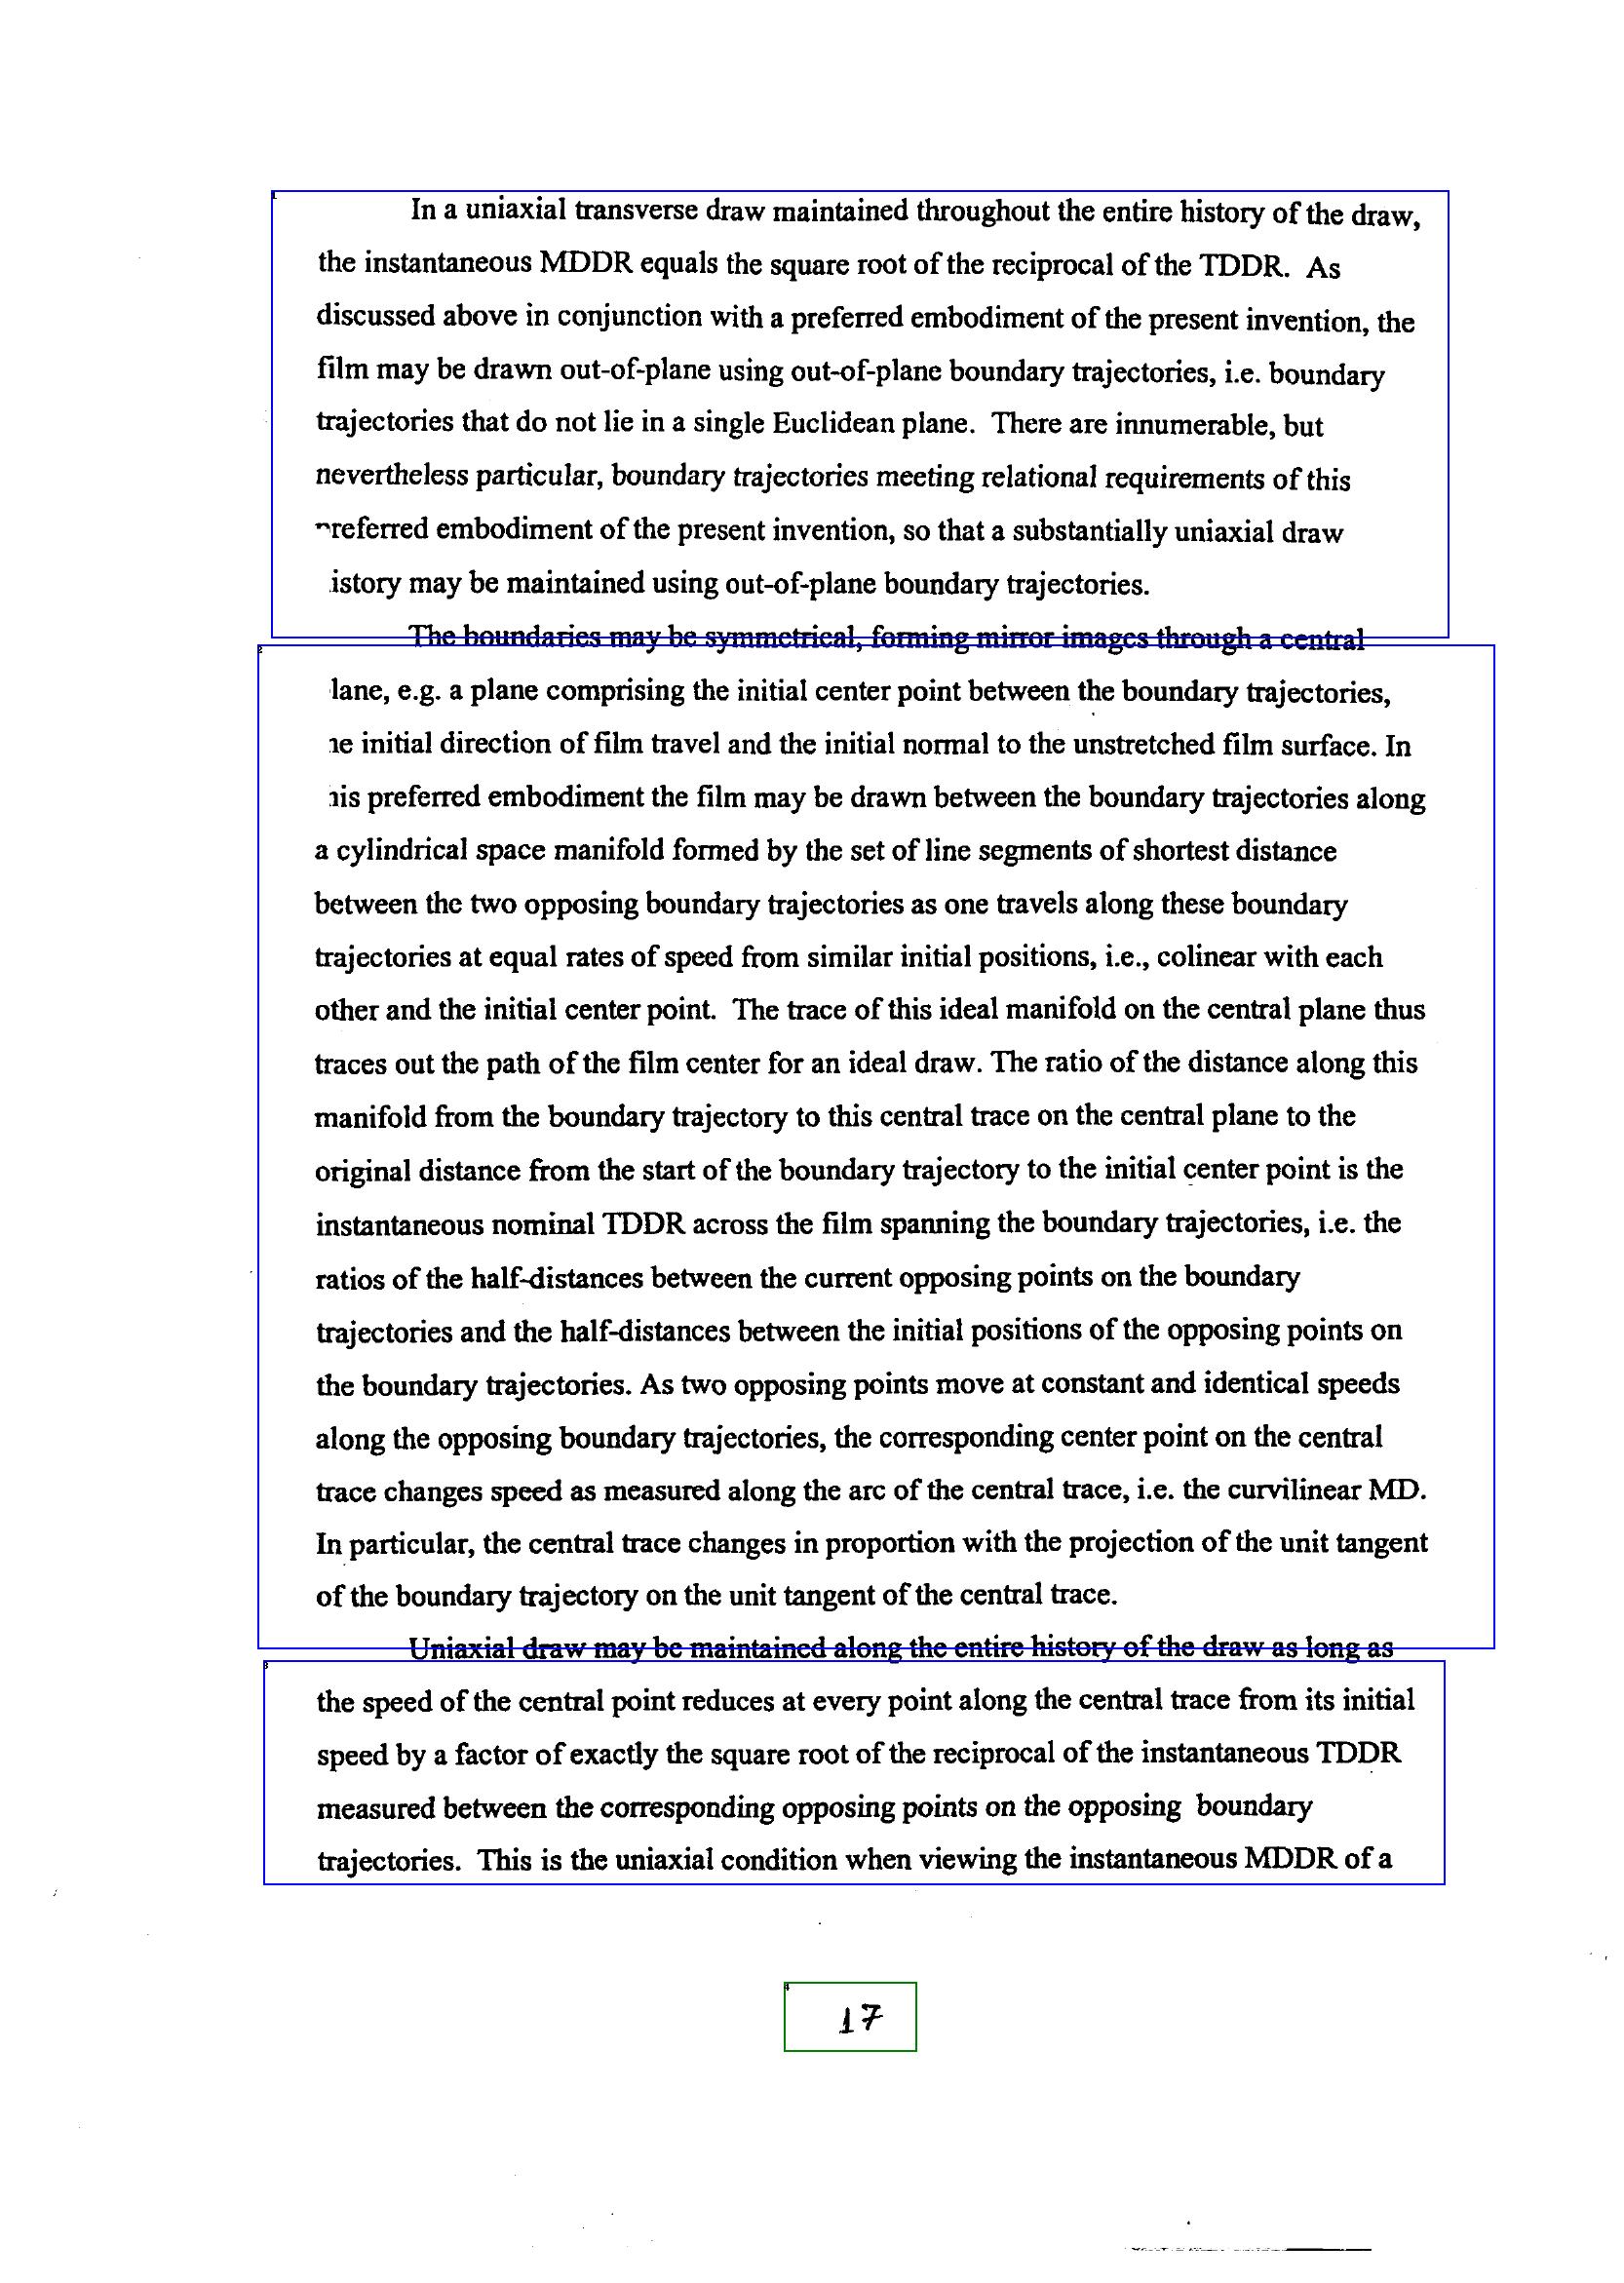 In a uniaxial transverse draw maintained throughout the entire history of the draw,
the instantaneous MDDR equals the square root of the reciprocal of the TDDR. As
discussed above in conjunction with a preferred embodiment of the present invention, the
film may be drawn out-of-plane using out-of-plane boundary trajectories, i.e. boundary
trajectories that do not lie in a single Euclidean plane. There are innumerable, but
nevertheless particular, boundary trajectories meeting relational requirements of this
referred embodiment of the present invention, so that a substantially uniaxial draw
istory may be maintained using out-of-plane boundary trajectories.
The boundaries may be symmetrical, forming mirror images through a central
lane, e.g. a plane comprising the initial center point between the boundary trajectories,
initial direction of film travel and the initial normal to the unstretched film surface. In
preferred embodiment the film may be drawn between the boundary trajectories along
a cylindrical space manifold formed by the set of line segments of shortest distance
between the two opposing boundary trajectories as one travels along these boundary
trajectories at equal rates of speed from similar initial positions, i.e., colinear with each
other and the initial center point. The trace of this ideal manifold on the central plane thus
traces out the path of the film center for an ideal draw. The ratio of the distance along this
manifold from the boundary trajectory to this central trace on the central plane to the
original distance from the start of the boundary trajectory to the initial center point is the
instantaneous nominal TDDR across the film spanning the boundary trajectories, i.e. the
ratios of the half-distances between the current opposing points on the boundary
trajectories and the half-distances between the initial positions of the opposing points on
the boundary trajectories. As two opposing points move at constant and identical speeds
along the opposing boundary trajectories, the corresponding center point on the central
trace changes speed as measured along the arc of the central trace, i.e. the curvilinear MD.
In particular, the central trace changes in proportion with the projection of the unit tangent
of the boundary trajectory on the unit tangent of the central trace.
Uniaxial draw may be maintained along the entire history of the draw as long as
the speed of the central point reduces at every point along the central trace from its initial
speed by a factor of exactly the square root of the reciprocal of the instantaneous TDDR
measured between the corresponding opposing points on the opposing boundary
trajectories. This is the uniaxial condition when viewing the instantaneous MDDR of a
17